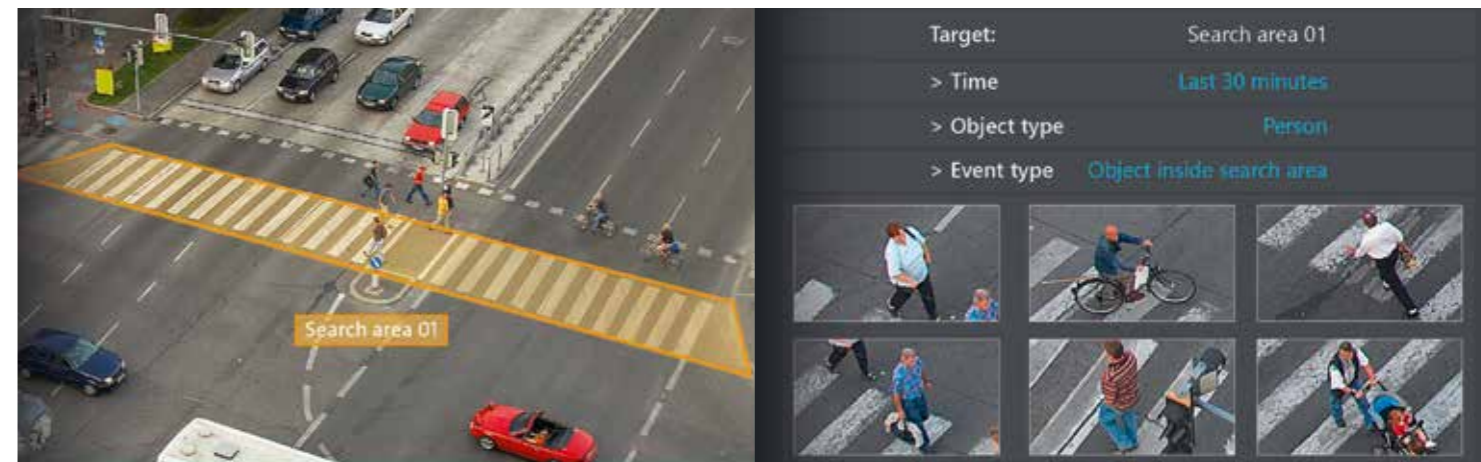 Search area 01
Target: Search area 01
> Time Last 30 minutes
> Object type Person
> Event type Object inside search area